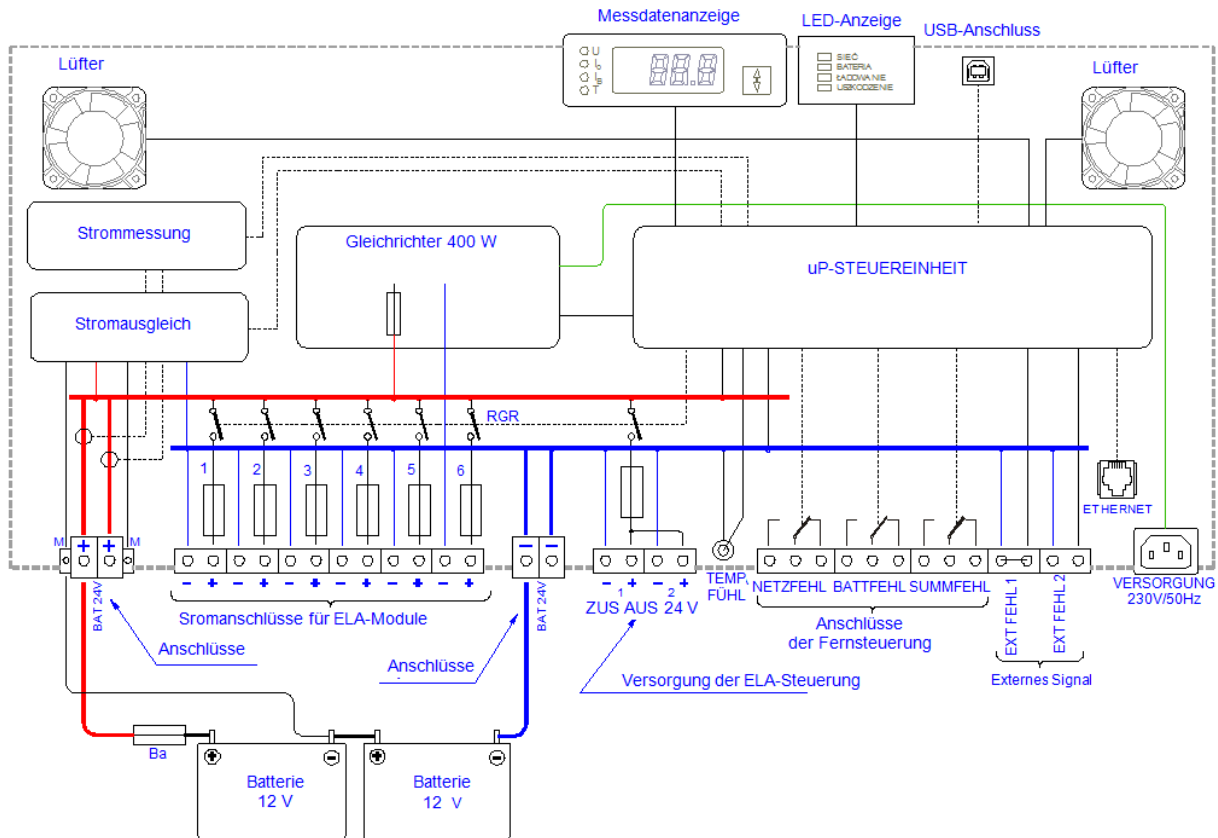 Messdatenanzeige
LED-Anzeige
USB-Anschluss
Lüfter
U
I₀
I_B
T
88.8
SIEĆ
BATERIA
ŁADOWANIE
USZKODZENIE
Lüfter
Strommessung
Gleichrichter 400 W
uP-STEUEREINHEIT
Stromausgleich
RGR
1
2
3
4
5
6
ETHERNET
M
+
+
M
- + - + - + - + - + - +
- -
- + - +
1 2
BAT 24V
BAT 24V
Sromanschlüsse für ELA-Module
Anschlüsse
Anschlüsse
ZUS AUS 24 V
Versorgung der ELA-Steuerung
TEMP.
FÜHL
NETZFEHL
BATTFEHL
SUMMFEHL
Anschlüsse
der Fernsteuerung
EXT FEHL 1
EXT FEHL 2
Externes Signal
VERSORGUNG
230V/50Hz
Ba
+
-
+
-
Batterie
12 V
Batterie
12 V